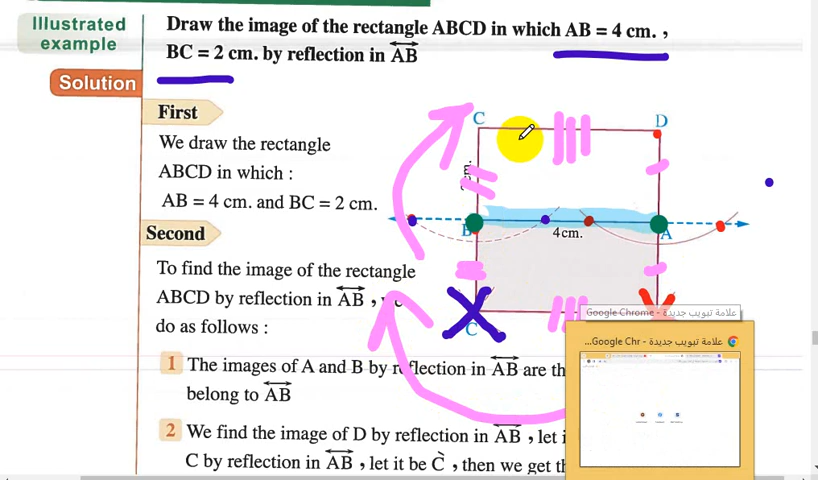 Illustrated
example
Draw the image of the rectangle ABCD in which AB = 4 cm. ,
BC = 2 cm. by reflection in AB
Solution
First
We draw the rectangle
ABCD in which :
AB = 4 cm. and BC = 2 cm.
Second
To find the image of the rectangle
ABCD by reflection in AB ,
do as follows :
1 The images of A and B by reflection in AB are
belong to AB
2 We find the image of D by reflection in AB , let
C by reflection in AB , let it be C̀ , then we get
C
D
B
A
4cm.
C̀
علامة تبويب جديدة - Google Chrome
علامة تبويب جديدة - Google Chr...